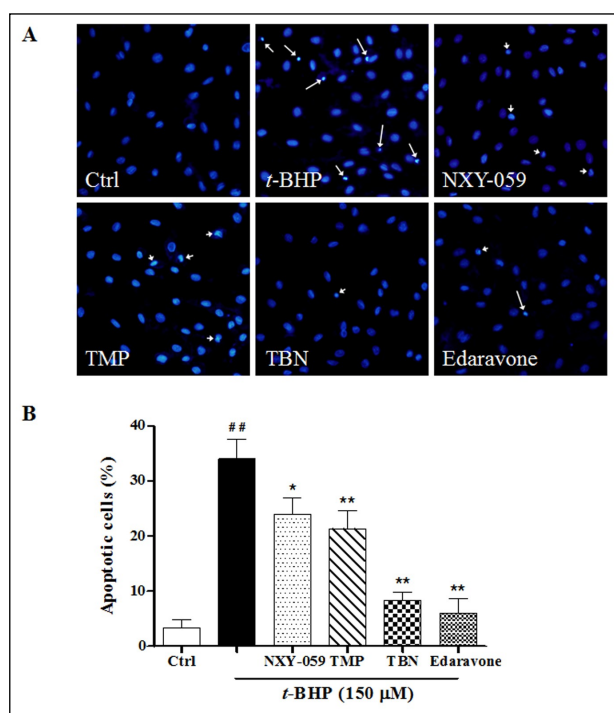 A
Ctrl
t-BHP
NXY-059
TMP
TBN
Edaravone
B
Apoptotic cells (%)
40
30
20
10
0
##
*
**
**
**
Ctrl NXY-059 TMP TBN Edaravone
t-BHP (150 μM)